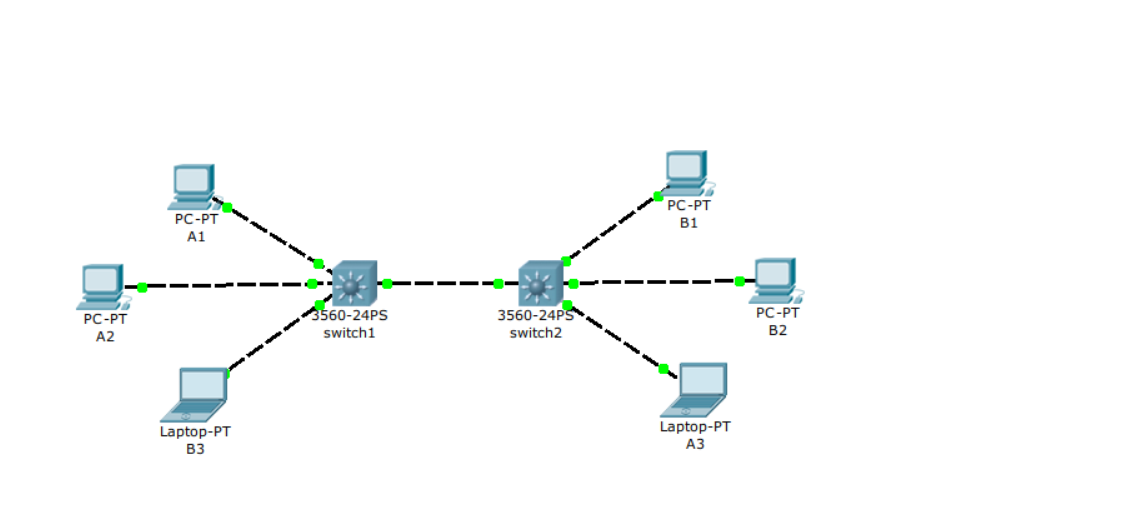 PC-PT
A1
PC-PT
B1
PC-PT
A2
3560-24PS
switch1
3560-24PS
switch2
PC-PT
B2
Laptop-PT
B3
Laptop-PT
A3